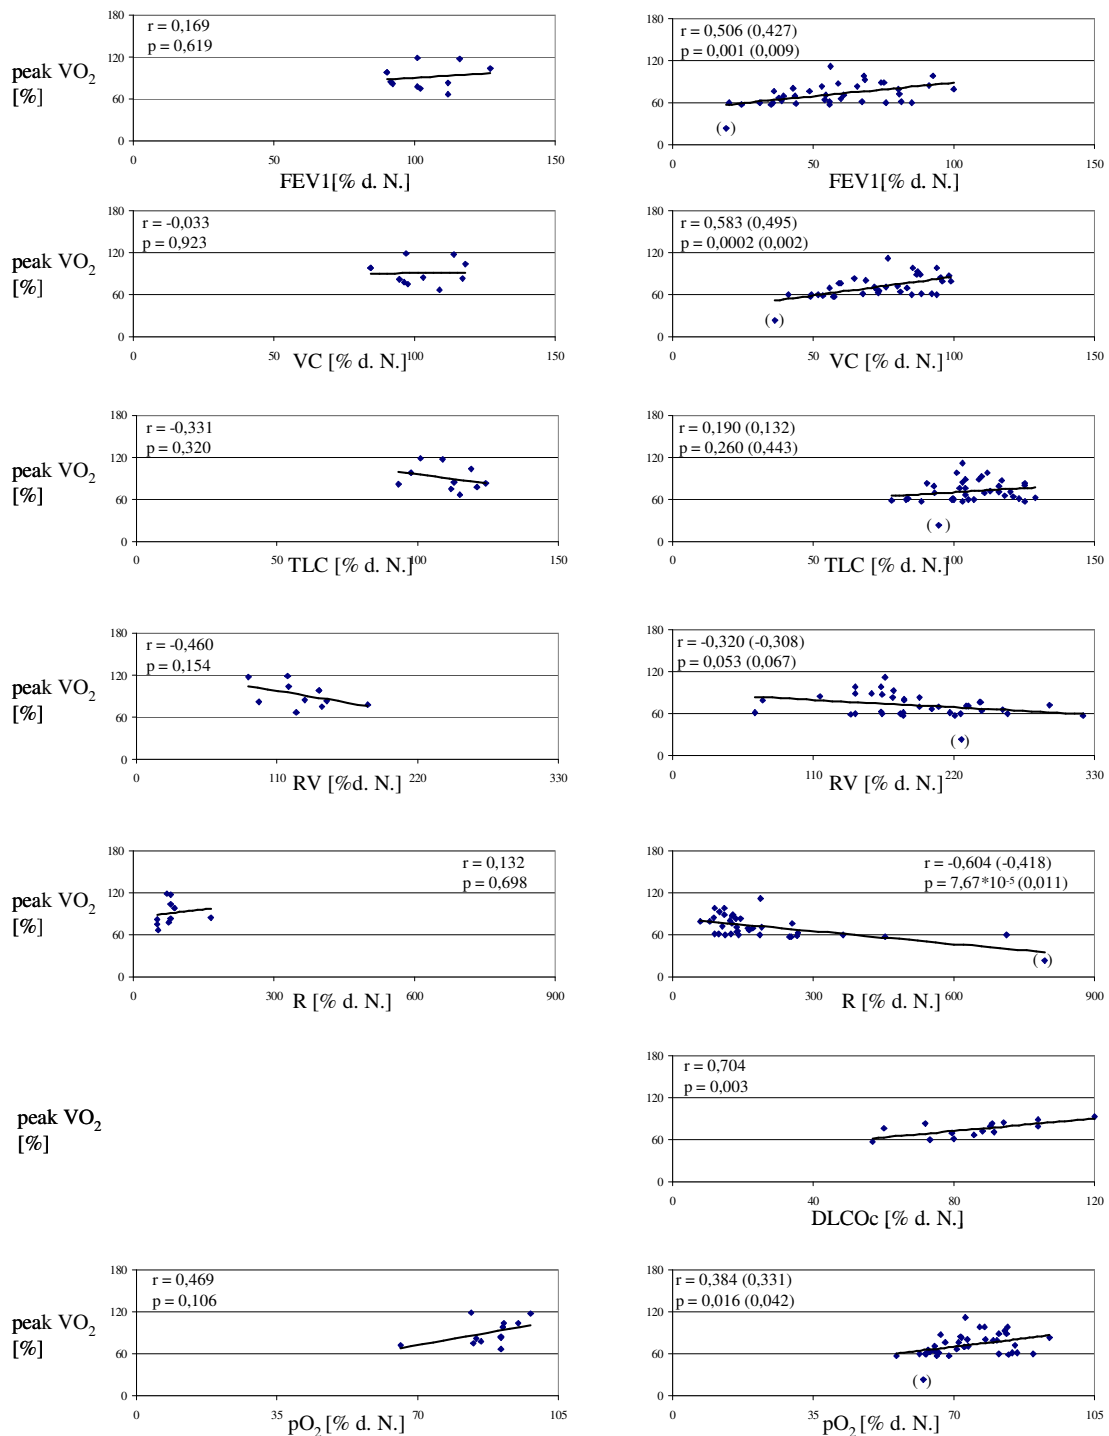 180
120
60
0
r = 0,169
p = 0,619
peak VO2
[%]
0 50 100 150
FEV1[% d. N.]
180
120
60
0
r = 0,506 (0,427)
p = 0,001 (0,009)
( )
0 50 100 150
FEV1[% d. N.]
180
120
60
0
r = -0,033
p = 0,923
peak VO2
[%]
0 50 100 150
VC [% d. N.]
180
120
60
0
r = 0,583 (0,495)
p = 0,0002 (0,002)
( )
0 50 100 150
VC [% d. N.]
180
120
60
0
r = -0,331
p = 0,320
peak VO2
[%]
0 50 100 150
TLC [% d. N.]
180
120
60
0
r = 0,190 (0,132)
p = 0,260 (0,443)
( )
0 50 100 150
TLC [% d. N.]
180
120
60
0
r = -0,460
p = 0,154
peak VO2
[%]
0 110 220 330
RV [%d. N.]
180
120
60
0
r = -0,320 (-0,308)
p = 0,053 (0,067)
( )
0 110 220 330
RV [% d. N.]
180
120
60
0
r = 0,132
p = 0,698
peak VO2
[%]
0 300 600 900
R [% d. N.]
180
120
60
0
r = -0,604 (-0,418)
p = 7,67*10-5 (0,011)
( )
0 300 600 900
R [% d. N.]
peak VO2
[%]
180
120
60
0
r = 0,704
p = 0,003
0 40 80 120
DLCOc [% d. N.]
180
120
60
0
r = 0,469
p = 0,106
peak VO2
[%]
0 35 70 105
pO2 [% d. N.]
180
120
60
0
r = 0,384 (0,331)
p = 0,016 (0,042)
( )
0 35 70 105
pO2 [% d. N.]